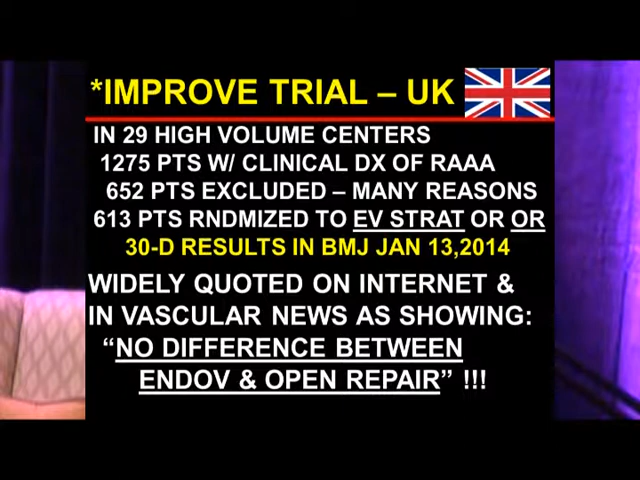 *IMPROVE TRIAL – UK
IN 29 HIGH VOLUME CENTERS
1275 PTS W/ CLINICAL DX OF RAAA
652 PTS EXCLUDED – MANY REASONS
613 PTS RNDMIZED TO EV STRAT OR OR
30-D RESULTS IN BMJ JAN 13,2014
WIDELY QUOTED ON INTERNET &
IN VASCULAR NEWS AS SHOWING:
“NO DIFFERENCE BETWEEN
ENDOV & OPEN REPAIR” !!!